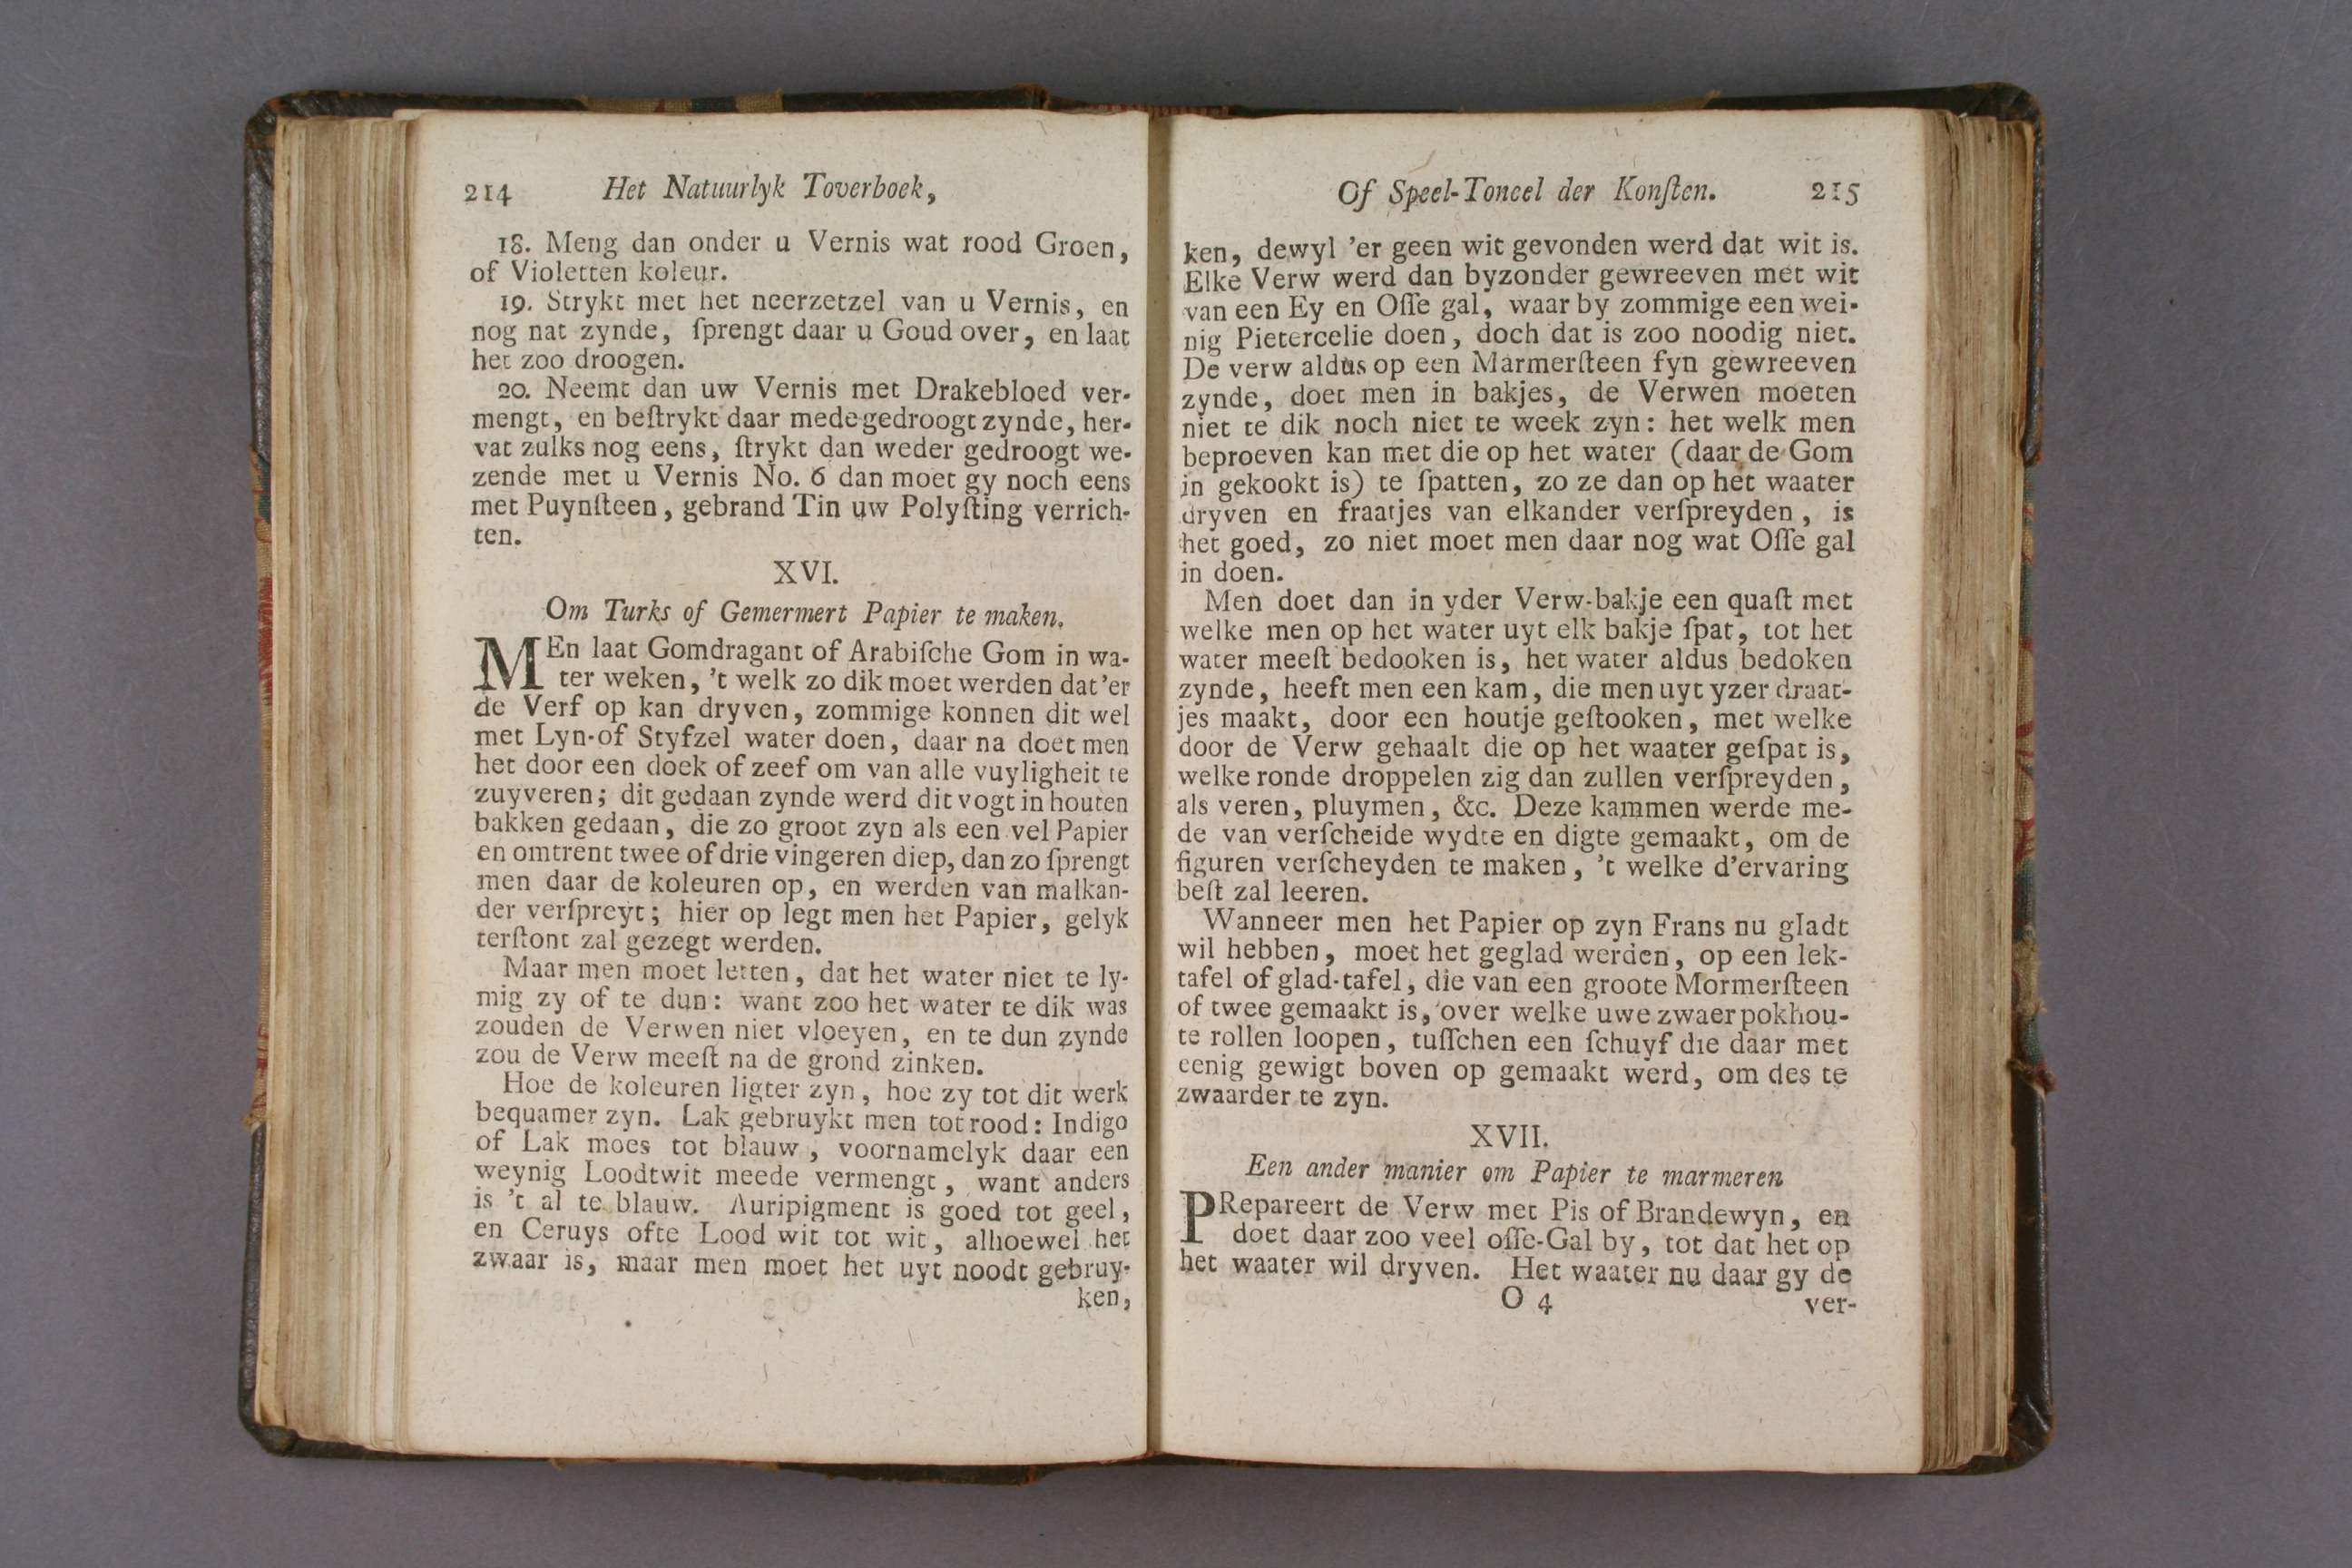 214 Het Natuurlyk Toverboek,
18. Meng dan onder u Vernis wat rood Groen,
of Violetten koleur.
19. Strykt met het neerzetzel van u Vernis, en
nog nat zynde, ſprengt daar u Goud over, en laat
het zoo droogen.
20. Neemt dan uw Vernis met Drakebloed ver-
mengt, en beſtrykt daar mede gedroogt zynde, her-
vat zulks nog eens, ſtrykt dan weder gedroogt we-
zende met u Vernis No. 6 dan moet gy noch eens
met Puynſteen, gebrand Tin uw Polyſting verrich-
ten.
XVI.
Om Turks of Gemermert Papier te maken.
MEn laat Gomdragant of Arabiſche Gom in wa-
ter weken, 't welk zo dik moet werden dat 'er
de Verf op kan dryven, zommige konnen dit wel
met Lyn-of Styfzel water doen, daar na doet men
het door een doek of zeef om van alle vuyligheit te
zuyveren; dit gedaan zynde werd dit vogt in houten
bakken gedaan, die zo groot zyn als een vel Papier
en omtrent twee of drie vingeren diep, dan zo ſprengt
men daar de koleuren op, en werden van malkan-
der verſpreyt; hier op legt men het Papier, gelyk
terſtont zal gezegt werden.
Maar men moet letten, dat het water niet te ly-
mig zy of te dun: want zoo het water te dik was
zouden de Verwen niet vloeyen, en te dun zynde
zou de Verw meeſt na de grond zinken.
Hoe de koleuren ligter zyn, hoe zy tot dit werk
bequamer zyn. Lak gebruykt men tot rood: Indigo
of Lak moes tot blauw, voornamelyk daar een
weynig Loodtwit meede vermengt, want anders
is 't al te blauw. Auripigment is goed tot geel,
en Ceruys ofte Lood wit tot wit, alhoewel het
zwaar is, maar men moet het uyt noodt gebruy-
ken,
Of Speel-Toneel der Konſten. 215
ken, dewyl 'er geen wit gevonden werd dat wit is.
Elke Verw werd dan byzonder gewreeven met wit
van een Ey en Oſſe gal, waar by zommige een wei-
nig Pietercelie doen, doch dat is zoo noodig niet.
De verw aldus op een Marmerſteen fyn gewreeven
zynde, doet men in bakjes, de Verwen moeten
niet te dik noch niet te week zyn: het welk men
beproeven kan met die op het water (daar de Gom
in gekookt is) te ſpatten, zo ze dan op het waater
dryven en fraatjes van elkander verſpreyden, is
het goed, zo niet moet men daar nog wat Oſſe gal
in doen.
Men doet dan in yder Verw-bakje een quaſt met
welke men op het water uyt elk bakje ſpat, tot het
water meeſt bedooken is, het water aldus bedoken
zynde, heeft men een kam, die men uyt yzer draat-
jes maakt, door een houtje geſtooken, met welke
door de Verw gehaalt die op het waater geſpat is,
welke ronde droppelen zig dan zullen verſpreyden,
als veren, pluymen, &c. Deze kammen werde me-
de van verſcheide wydte en digte gemaakt, om de
figuren verſcheyden te maken, 't welke d'ervaring
beſt zal leeren.
Wanneer men het Papier op zyn Frans nu gladt
wil hebben, moet het geglad werden, op een lek-
tafel of glad-tafel, die van een groote Mormerſteen
of twee gemaakt is, over welke uwe zwaer pokhou-
te rollen loopen, tuſſchen een ſchuyf die daar met
eenig gewigt boven op gemaakt werd, om des te
zwaarder te zyn.
XVII.
Een ander manier om Papier te marmeren
PRepareert de Verw met Pis of Brandewyn, en
doet daar zoo veel oſſe-Gal by, tot dat het op
het waater wil dryven. Het waater nu daar gy de
O 4 ver-